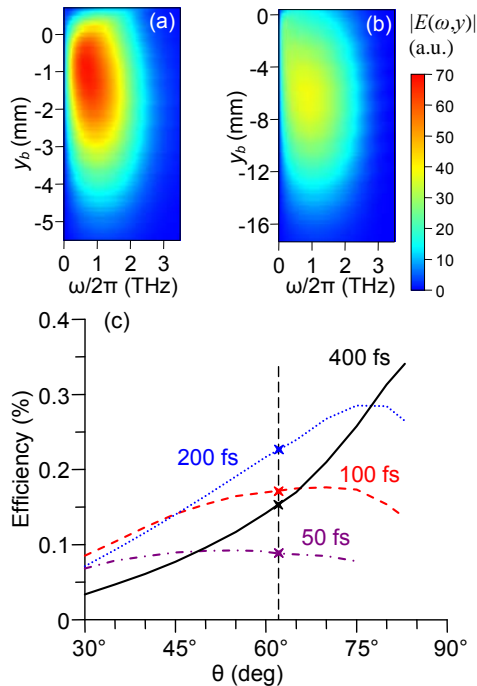 (a)
(b)
|E(ω,y)|
(a.u.)
0
-1
-2
-3
-4
-5
y_b (mm)
0 1 2 3
ω/2π (THz)
0
-4
-8
-12
-16
y_b (mm)
0 1 2 3
ω/2π (THz)
70
60
50
40
30
20
10
0
(c)
0.4
0.3
0.2
0.1
0
Efficiency (%)
400 fs
200 fs
100 fs
50 fs
30° 45° 60° 75° 90°
θ (deg)